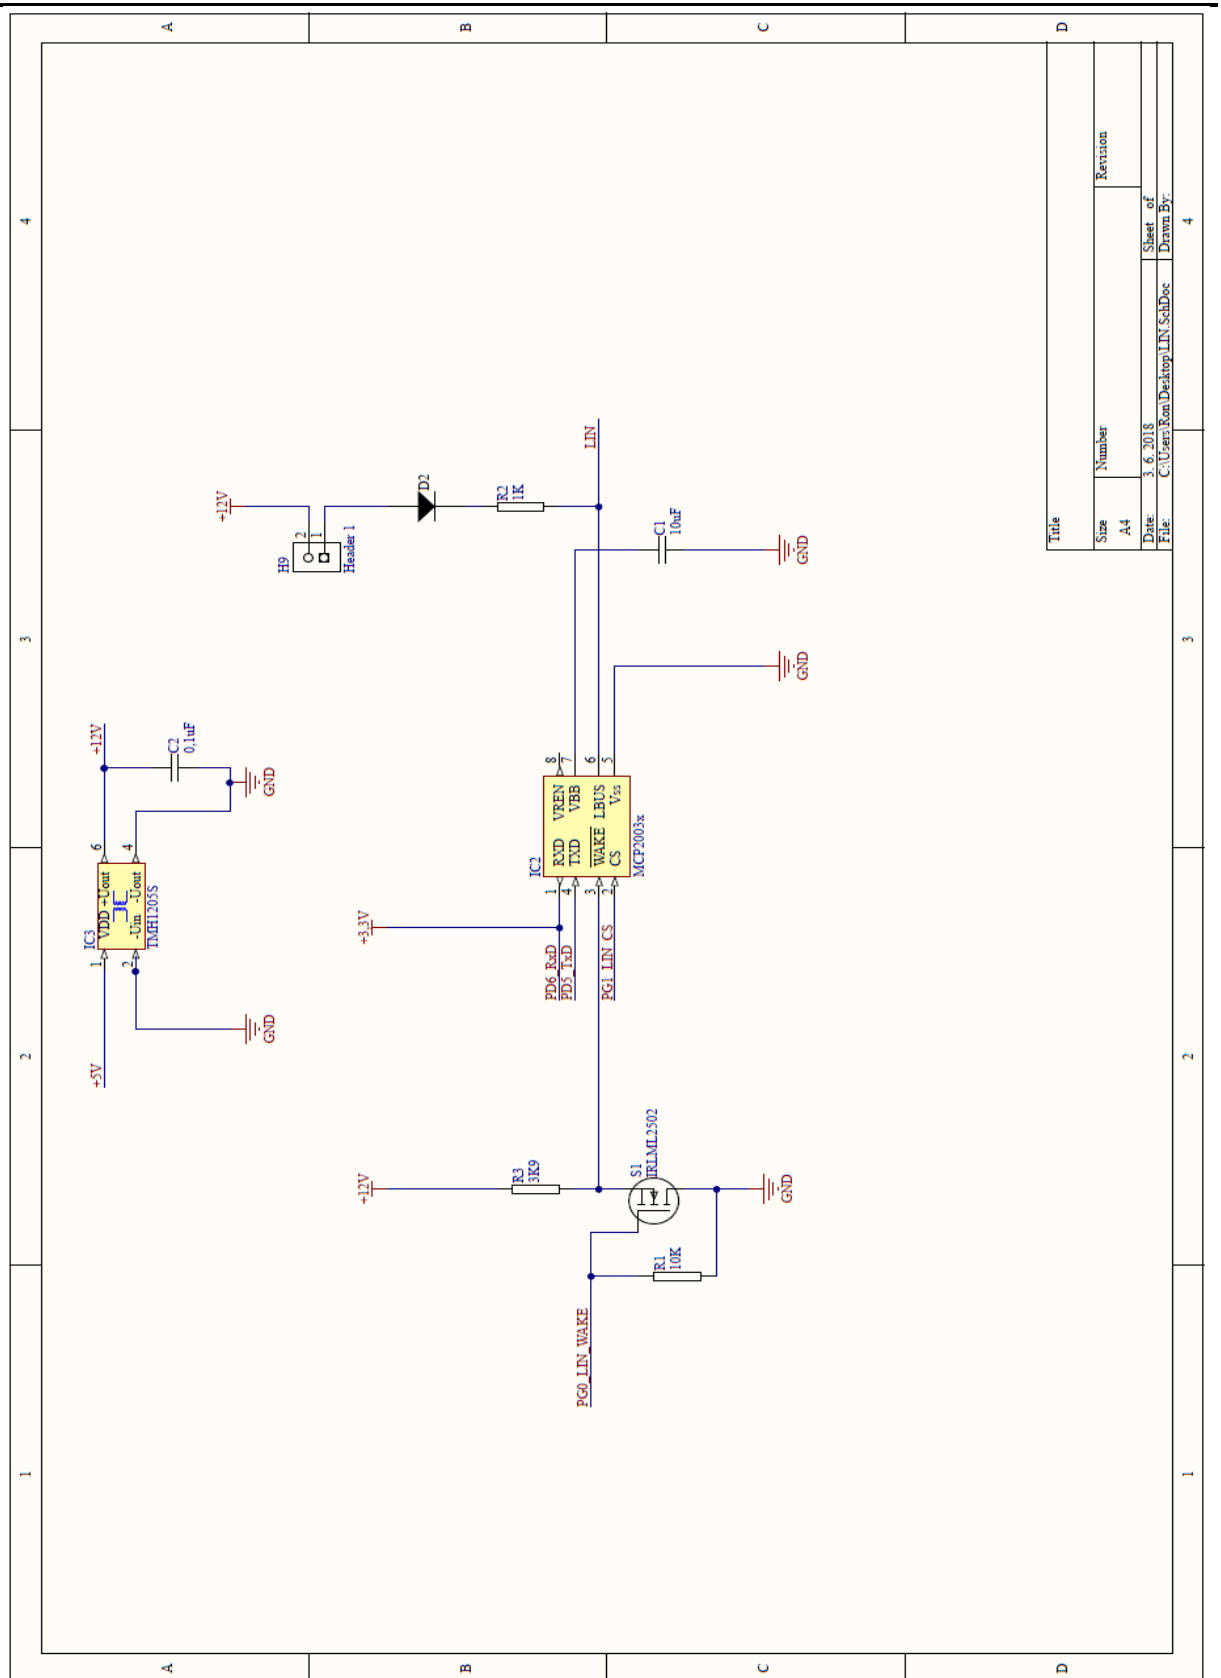 A
B
C
D
4
4
3
3
2
2
1
1
A
B
C
D
IC3
1
VDD +Uout
6
2
-Uin -Uout
4
TMH1205S
+5V
GND
+12V
C2
0,1uF
GND
+12V
H9
2
1
Header 1
D2
R2
1K
LIN
C1
10uF
GND
GND
IC2
1
RXD
VREN
8
4
TXD
VBB
7
3
WAKE
LBUS
6
2
CS
Vss
5
MCP2003x
+3,3V
PD6_RxD
PD5_TxD
PG1_LIN_CS
+12V
R3
3K9
S1
IRLML2502
R1
10K
GND
PG0_LIN_WAKE
Title
Size
Number
Revision
A4
Date:
3. 6. 2018
Sheet of
File:
C:\Users\Ron\Desktop\LIN.SchDoc
Drawn By: